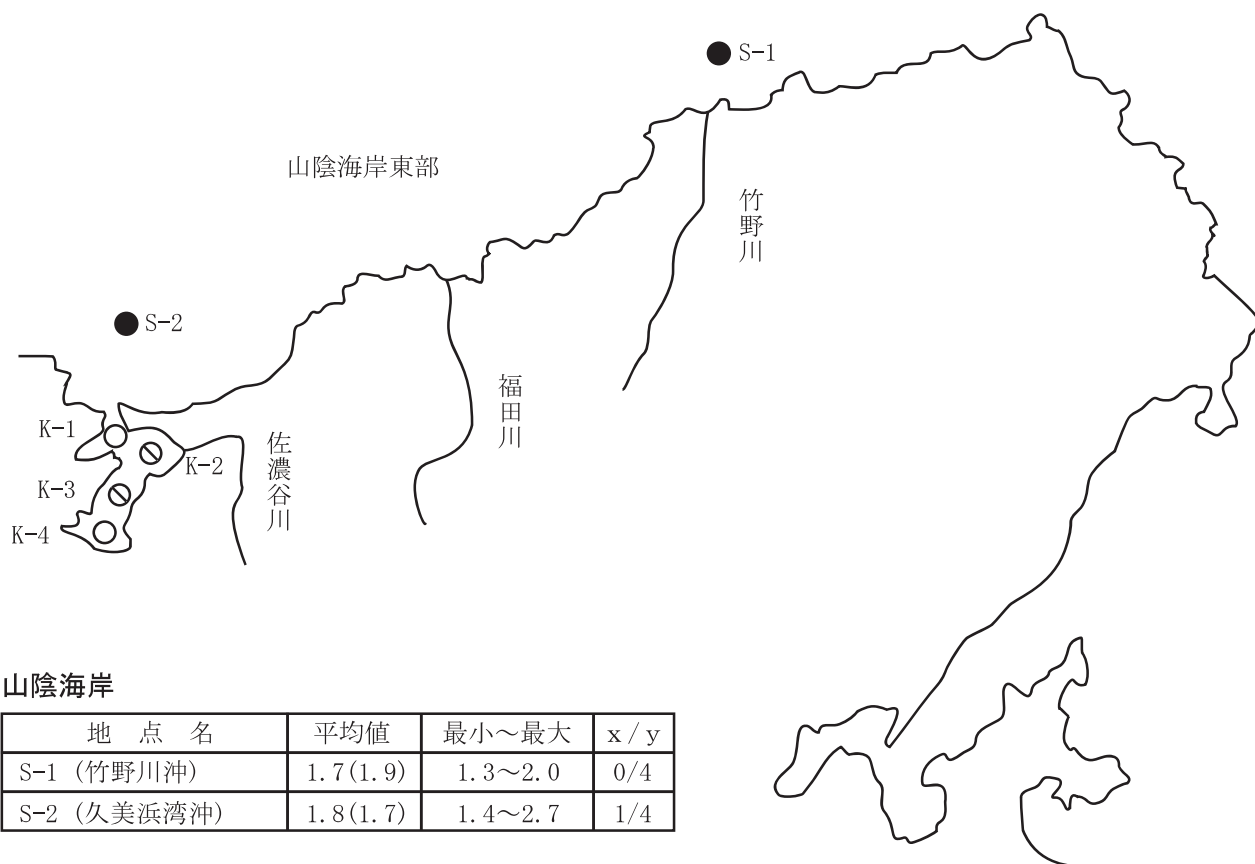 S-1
山陰海岸東部
竹野川
S-2
福田川
K-1
佐濃谷川
K-2
K-3
K-4
山陰海岸
地 点 名 平均値 最小～最大 x/y
S-1 (竹野川沖) 1.7(1.9) 1.3～2.0 0/4
S-2 (久美浜湾沖) 1.8(1.7) 1.4～2.7 1/4